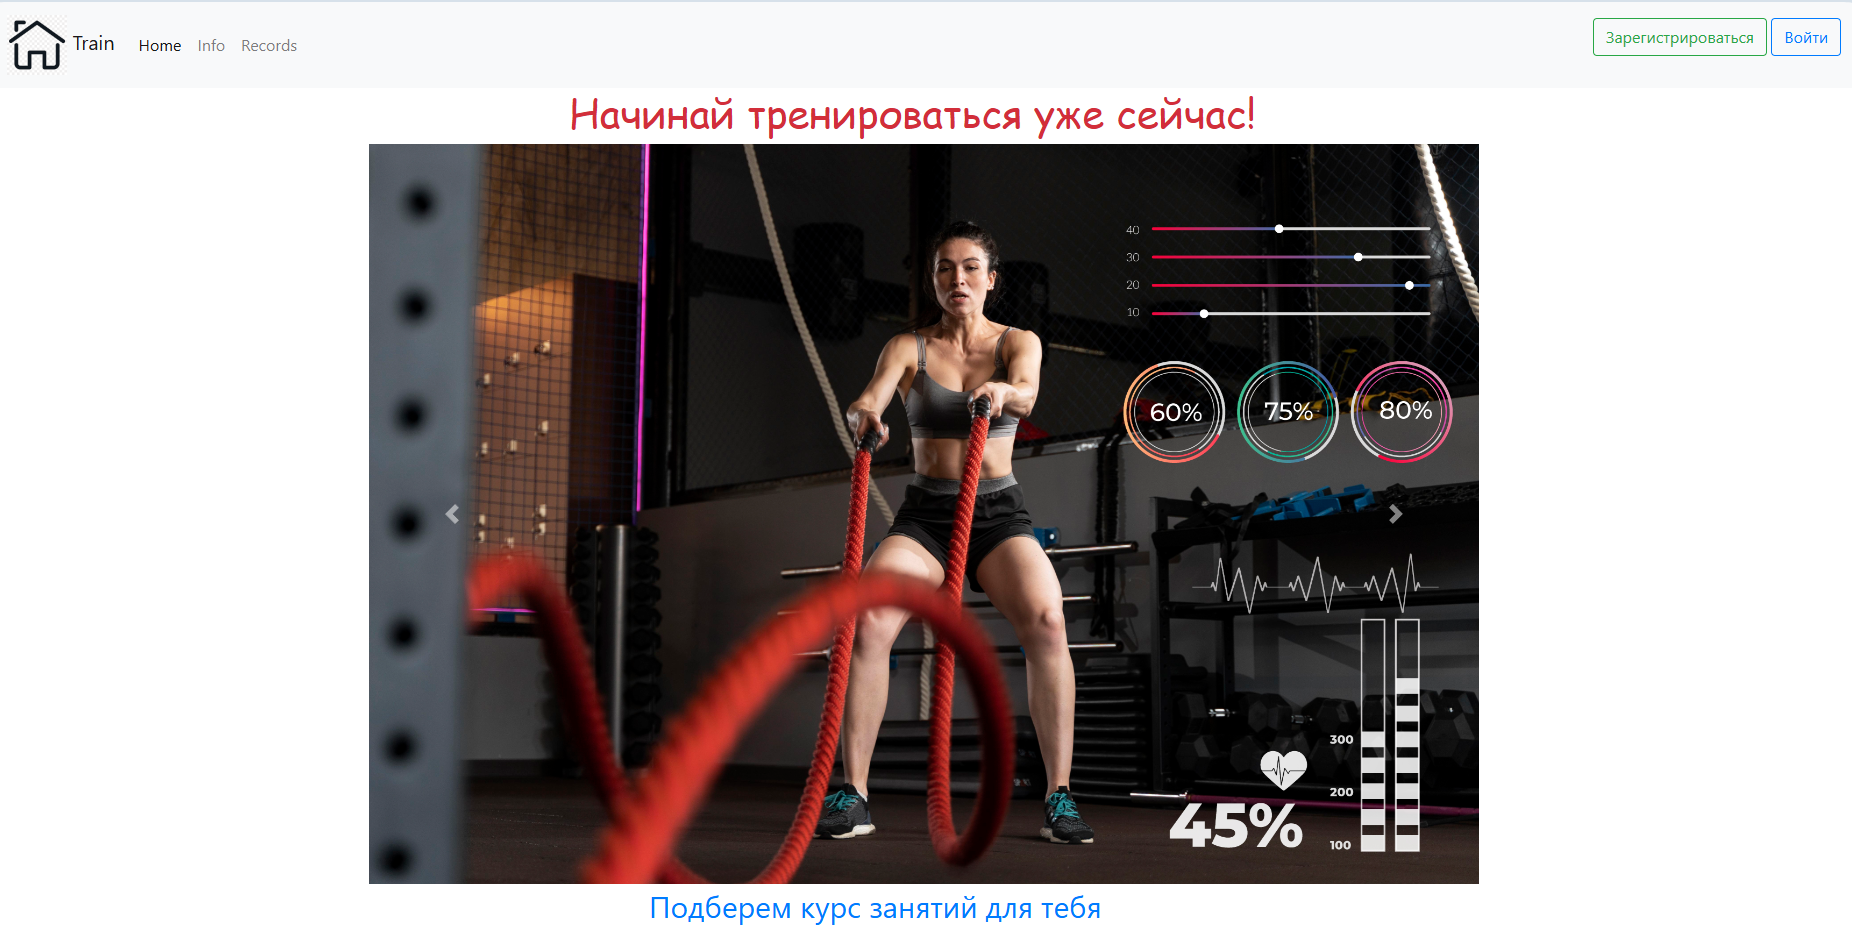 Train Home Info Records Зарегистрироваться Войти
Начинай тренироваться уже сейчас!
40
30
20
10
60% 75% 80%
300
200
45%
100
Подберем курс занятий для тебя